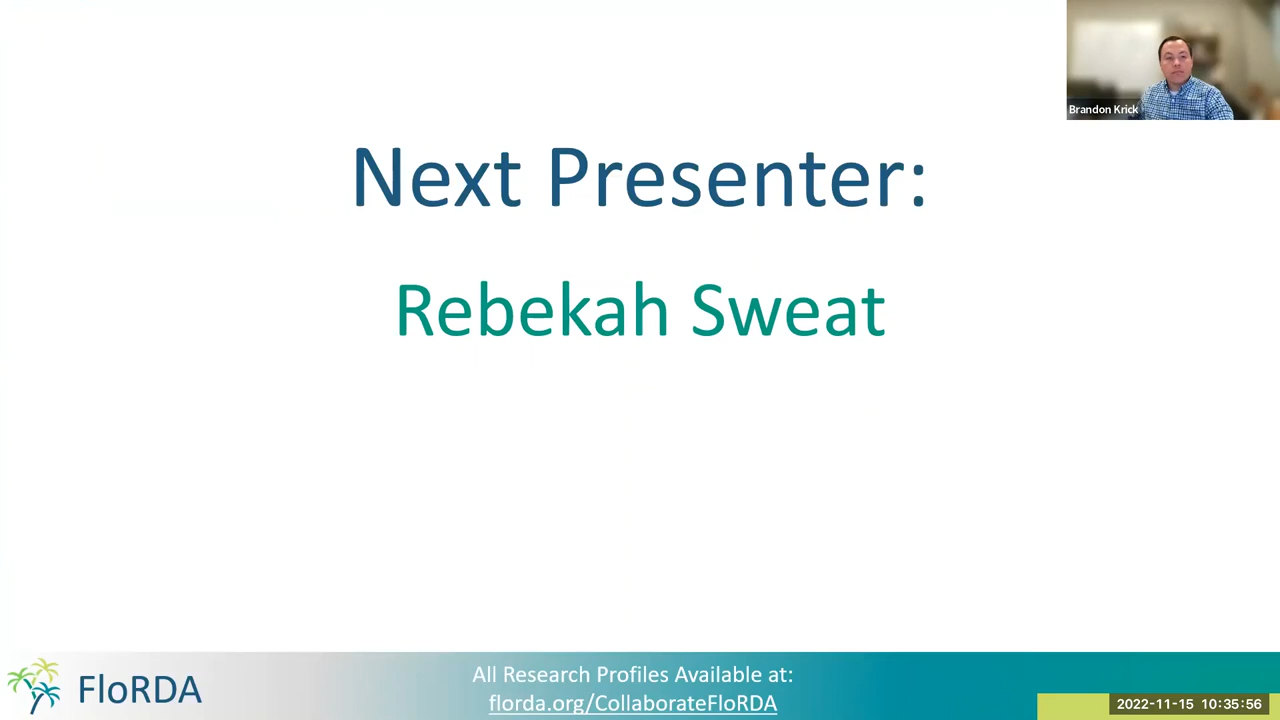 Brandon Krick
Next Presenter:
Rebekah Sweat
FloRDA
All Research Profiles Available at:
florda.org/CollaborateFloRDA
2022-11-15 10:35:56